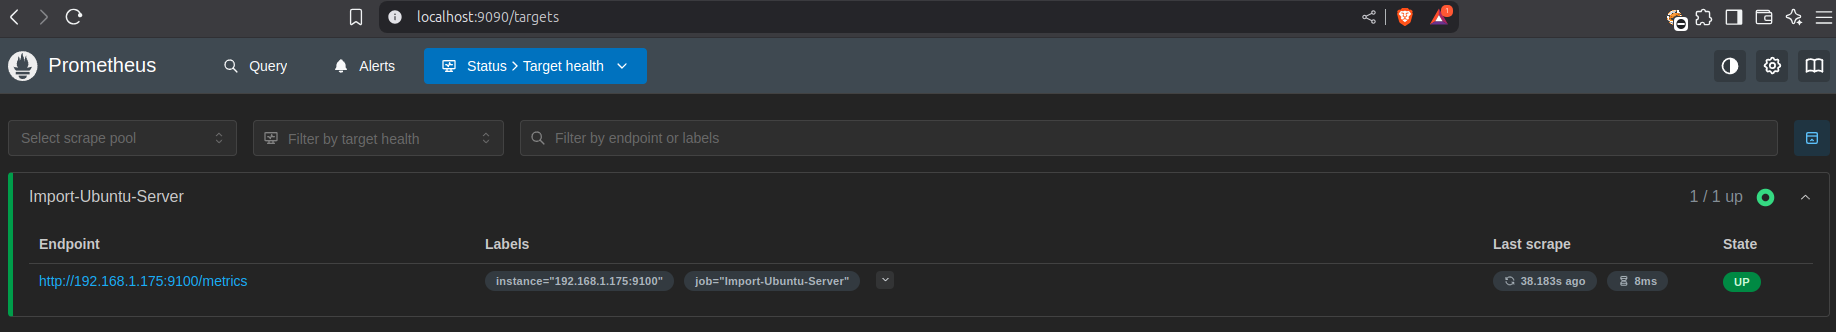 localhost:9090/targets
1
Prometheus
Query
Alerts
Status > Target health
Select scrape pool
Filter by target health
Filter by endpoint or labels
Import-Ubuntu-Server
1 / 1 up
Endpoint Labels Last scrape State
http://192.168.1.175:9100/metrics instance="192.168.1.175:9100" job="Import-Ubuntu-Server" 38.183s ago 8ms UP